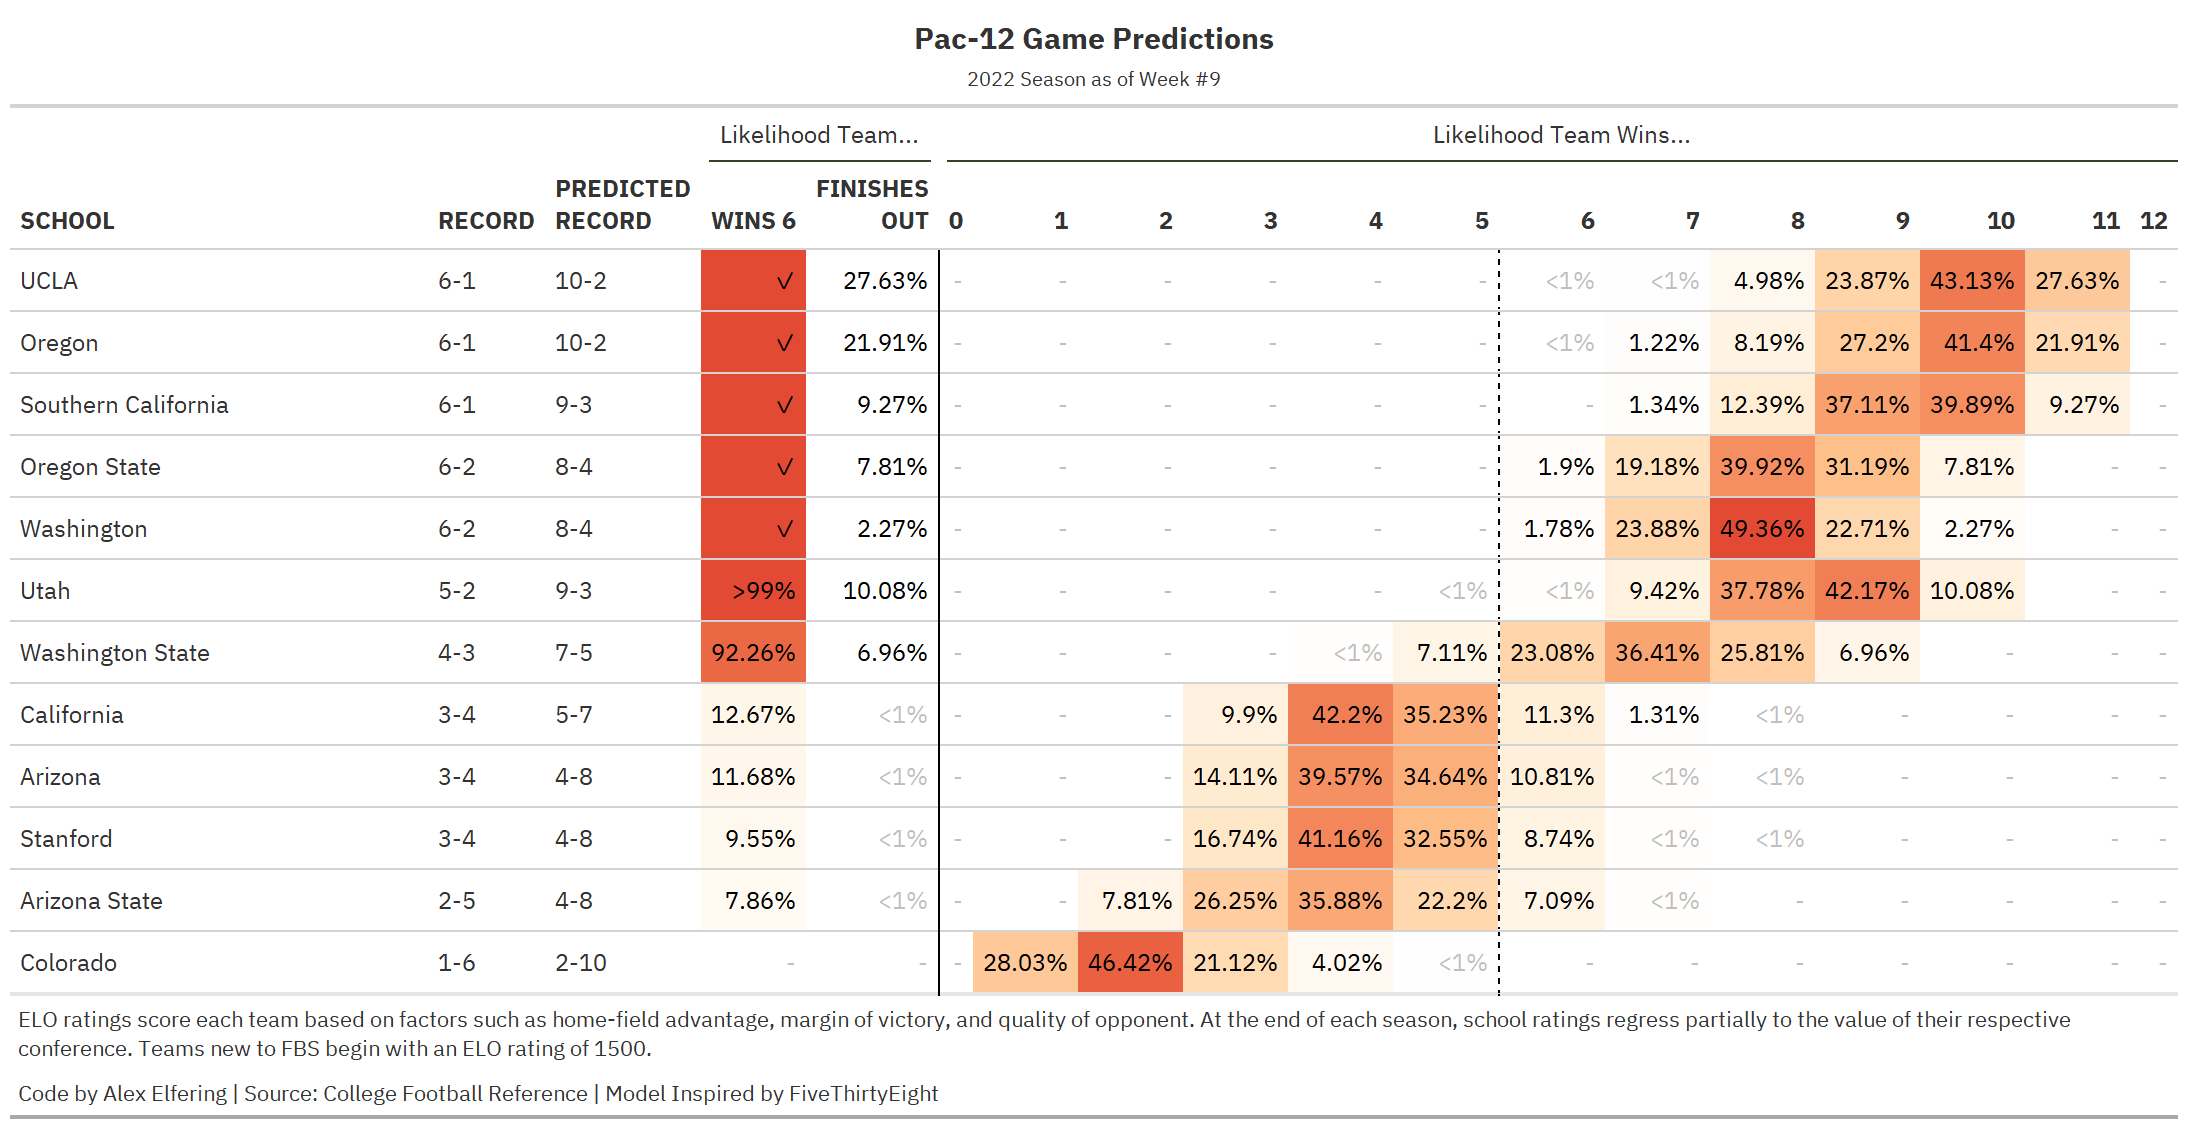 Pac-12 Game Predictions
2022 Season as of Week #9
Likelihood Team... Likelihood Team Wins...
SCHOOL RECORD PREDICTED RECORD WINS 6 FINISHES OUT 0 1 2 3 4 5 6 7 8 9 10 11 12
UCLA 6-1 10-2 ✓ 27.63% - - - - - - <1% <1% 4.98% 23.87% 43.13% 27.63% -
Oregon 6-1 10-2 ✓ 21.91% - - - - - - <1% 1.22% 8.19% 27.2% 41.4% 21.91% -
Southern California 6-1 9-3 ✓ 9.27% - - - - - - - 1.34% 12.39% 37.11% 39.89% 9.27% -
Oregon State 6-2 8-4 ✓ 7.81% - - - - - - 1.9% 19.18% 39.92% 31.19% 7.81% - -
Washington 6-2 8-4 ✓ 2.27% - - - - - - 1.78% 23.88% 49.36% 22.71% 2.27% - -
Utah 5-2 9-3 >99% 10.08% - - - - - <1% <1% 9.42% 37.78% 42.17% 10.08% - -
Washington State 4-3 7-5 92.26% 6.96% - - - - <1% 7.11% 23.08% 36.41% 25.81% 6.96% - - -
California 3-4 5-7 12.67% <1% - - - 9.9% 42.2% 35.23% 11.3% 1.31% <1% - - - -
Arizona 3-4 4-8 11.68% <1% - - - 14.11% 39.57% 34.64% 10.81% <1% <1% - - - -
Stanford 3-4 4-8 9.55% <1% - - - 16.74% 41.16% 32.55% 8.74% <1% <1% - - - -
Arizona State 2-5 4-8 7.86% <1% - - 7.81% 26.25% 35.88% 22.2% 7.09% <1% - - - - -
Colorado 1-6 2-10 - - - 28.03% 46.42% 21.12% 4.02% <1% - - - - - - -
ELO ratings score each team based on factors such as home-field advantage, margin of victory, and quality of opponent. At the end of each season, school ratings regress partially to the value of their respective
conference. Teams new to FBS begin with an ELO rating of 1500.
Code by Alex Elfering | Source: College Football Reference | Model Inspired by FiveThirtyEight